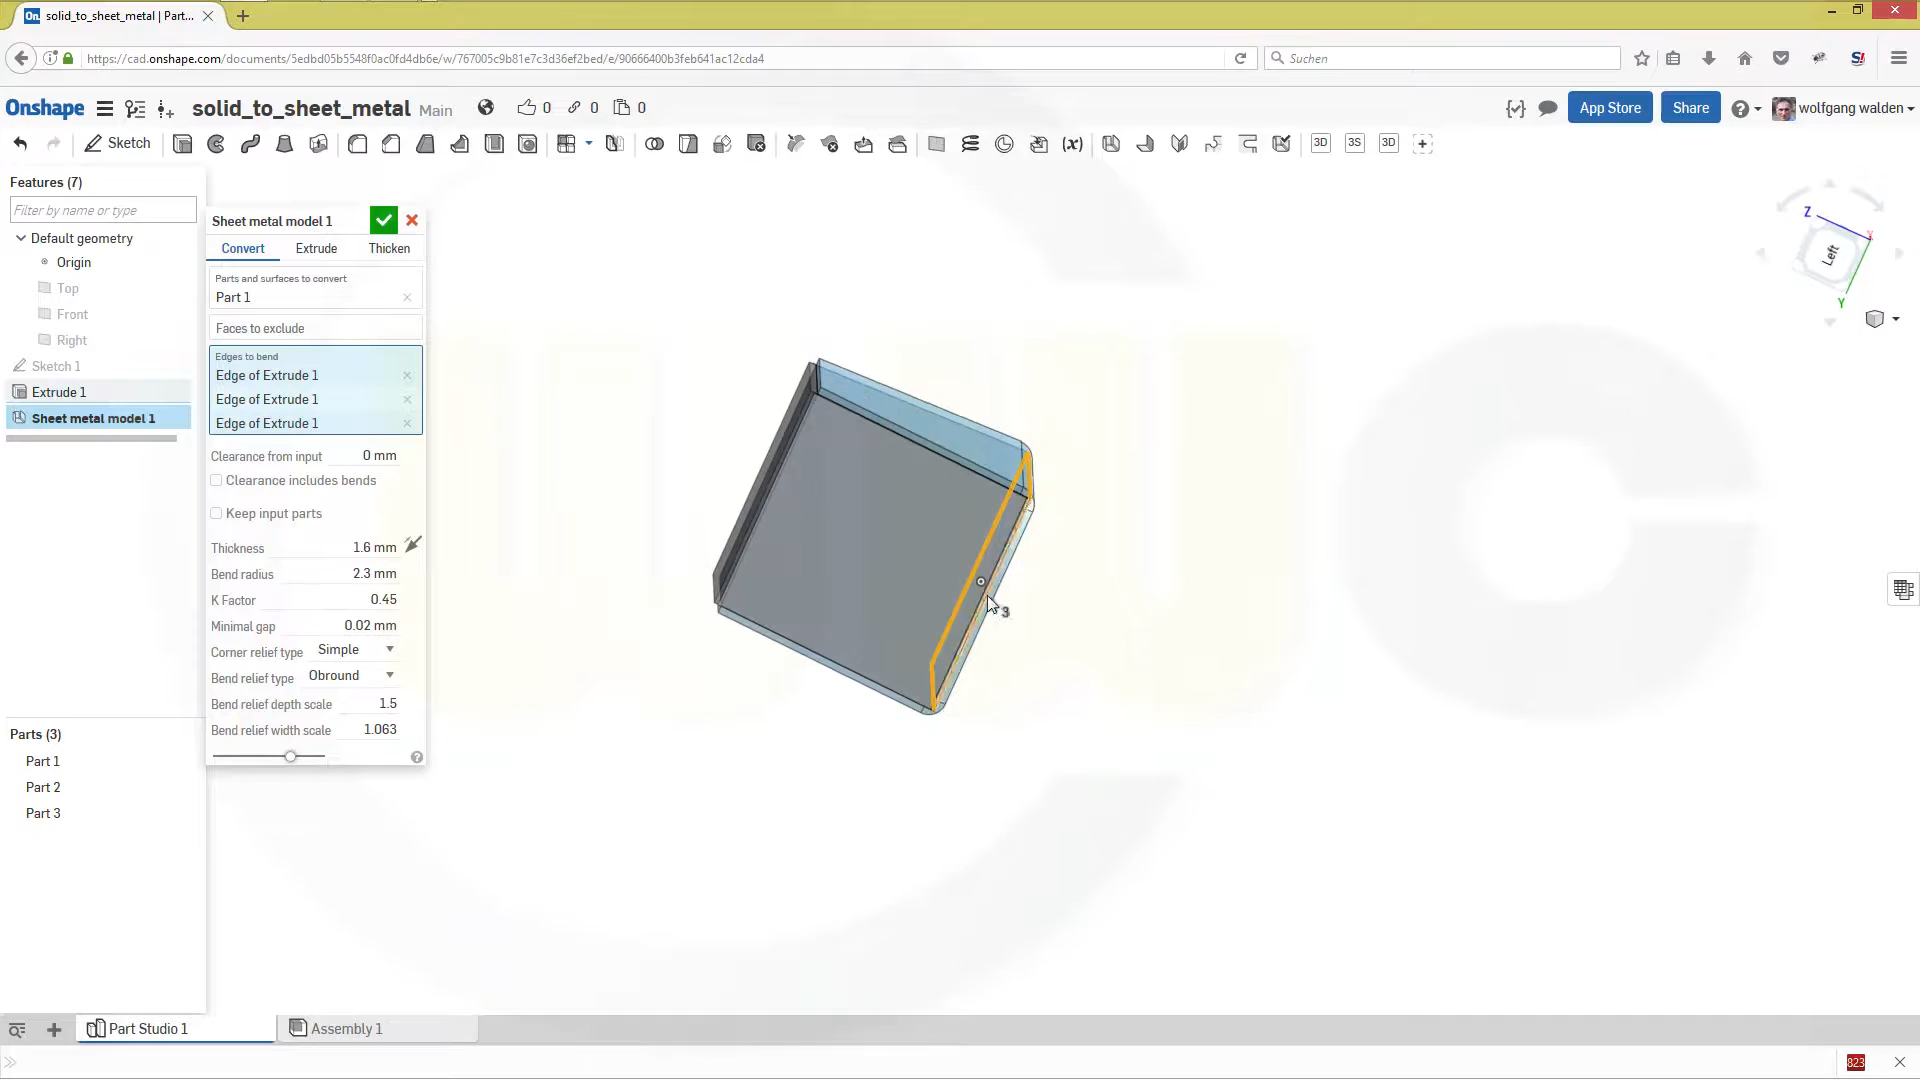 On solid_to_sheet_metal | Part...
https://cad.onshape.com/documents/5edbd05b5548f0ac0fd4db6e/w/767005c9b81e7c3d36ef2bed/e/90666400b3feb641ac12cda4
Suchen
Onshape solid_to_sheet_metal Main 0 0 0 App Store Share wolfgang walden
Sketch (x) 3D 3S 3D
Features (7)
Filter by name or type
Default geometry
Origin
Top
Front
Right
Sketch 1
Extrude 1
Sheet metal model 1
Parts (3)
Part 1
Part 2
Part 3
Sheet metal model 1
Convert Extrude Thicken
Parts and surfaces to convert
Part 1
Faces to exclude
Edges to bend
Edge of Extrude 1
Edge of Extrude 1
Edge of Extrude 1
Clearance from input 0 mm
Clearance includes bends
Keep input parts
Thickness 1.6 mm
Bend radius 2.3 mm
K Factor 0.45
Minimal gap 0.02 mm
Corner relief type Simple
Bend relief type Obround
Bend relief depth scale 1.5
Bend relief width scale 1.063
3
Z
X
Left
Y
Part Studio 1 Assembly 1
823